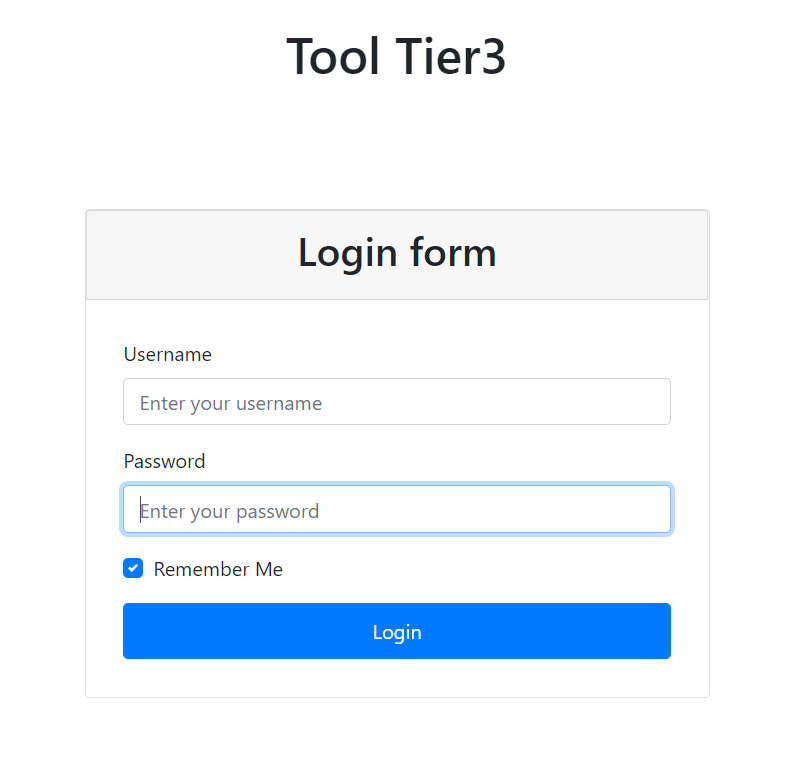 Tool Tier3
Login form
Username
Enter your username
Password
Enter your password
Remember Me
Login